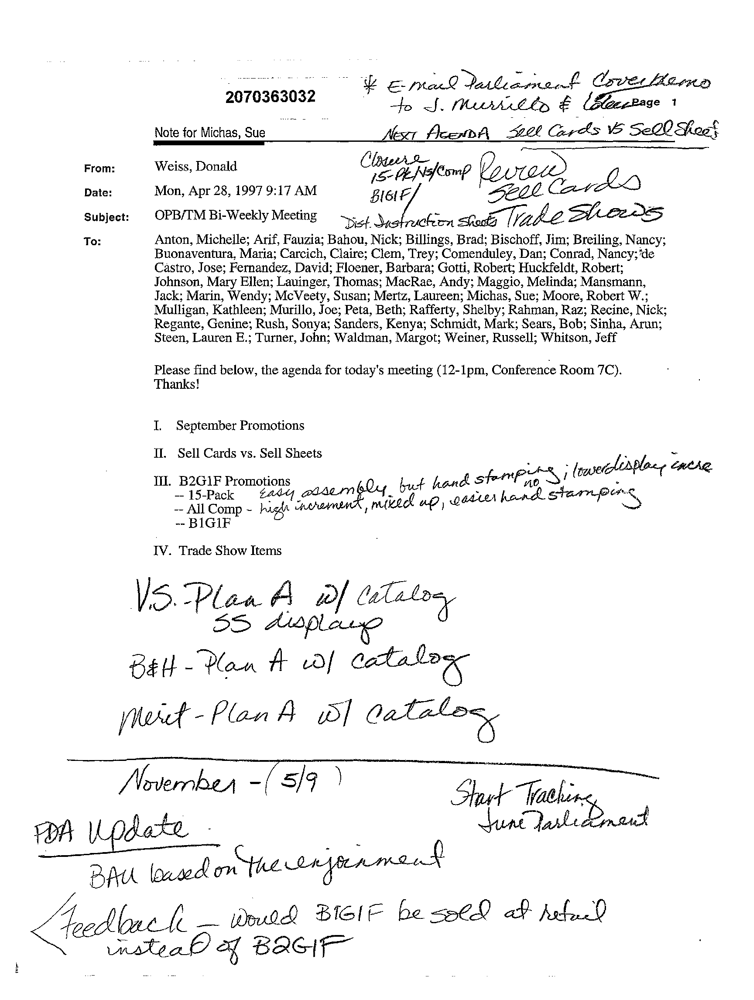 2070363032
* E-mail Parliament Cover Memo
to J. Murrillo & Page 1
Note for Michas, Sue
NEXT AGENDA Sell Cards VS Sell Sheets
From: Weiss, Donald
Closure
15-PK/NS/Comp
B1G1F/
Dist. Instruction Sheets
Review
Sell Cards
Trade Shows
Date: Mon, Apr 28, 1997 9:17 AM
Subject: OPB/TM Bi-Weekly Meeting
To: Anton, Michelle; Arif, Fauzia; Bahou, Nick; Billings, Brad; Bischoff, Jim; Breiling, Nancy;
Buonaventura, Maria; Carcich, Claire; Clem, Trey; Comenduley, Dan; Conrad, Nancy; de
Castro, Jose; Fernandez, David; Floener, Barbara; Gotti, Robert; Huckfeldt, Robert;
Johnson, Mary Ellen; Lauinger, Thomas; MacRae, Andy; Maggio, Melinda; Mansmann,
Jack; Marin, Wendy; McVeety, Susan; Mertz, Laureen; Michas, Sue; Moore, Robert W.;
Mulligan, Kathleen; Murillo, Joe; Peta, Beth; Rafferty, Shelby; Rahman, Raz; Recine, Nick;
Regante, Genine; Rush, Sonya; Sanders, Kenya; Schmidt, Mark; Sears, Bob; Sinha, Arun;
Steen, Lauren E.; Turner, John; Waldman, Margot; Weiner, Russell; Whitson, Jeff
Please find below, the agenda for today's meeting (12-1pm, Conference Room 7C).
Thanks!
I. September Promotions
II. Sell Cards vs. Sell Sheets
III. B2G1F Promotions
-- 15-Pack easy assembly, but hand stamping; lower display incre
-- All Comp - high increment, mixed up, no easier hand stamping
-- B1G1F
IV. Trade Show Items
V.S.-Plan A w/ catalog
SS display
B&H - Plan A w/ catalog
Merit - Plan A w/ catalog
November - (5/9)
Start Tracking
June Parliament
FDA Update
BAU based on the enjoinment
Feedback - would B1G1F be sold at retail
instead of B2G1F